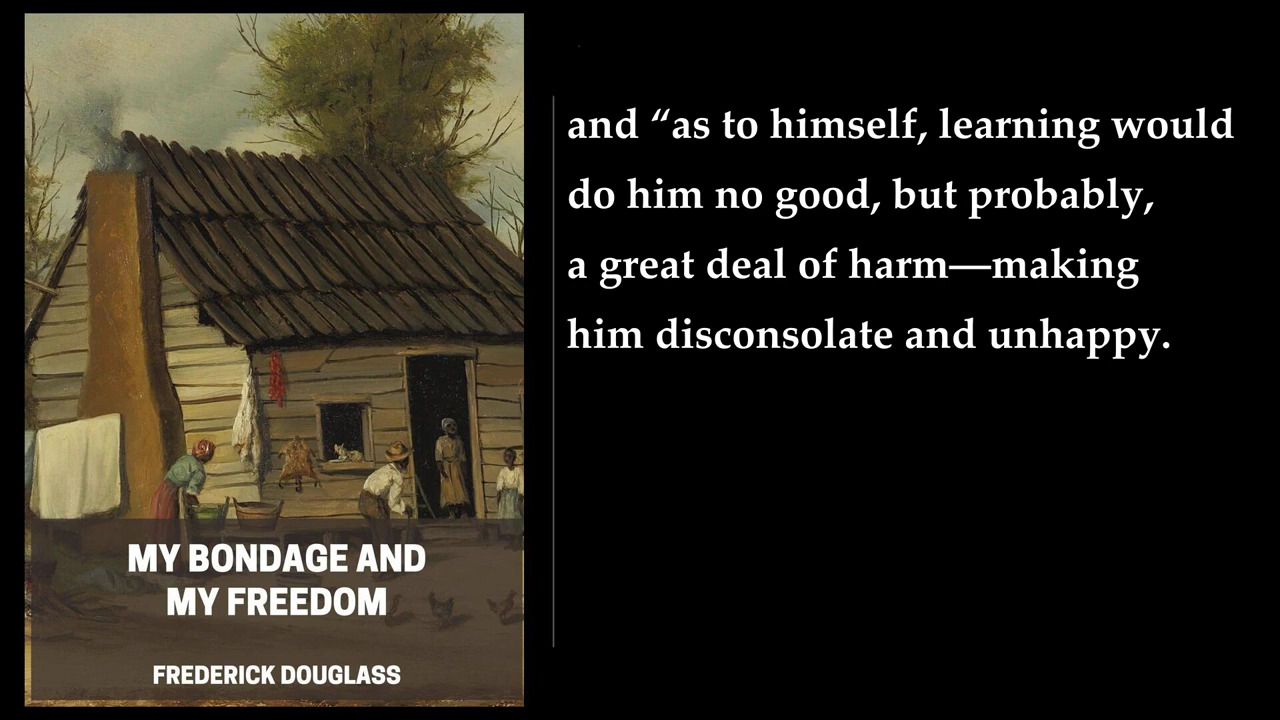 and “as to himself, learning would
do him no good, but probably,
a great deal of harm—making
him disconsolate and unhappy.
MY BONDAGE AND
MY FREEDOM
FREDERICK DOUGLASS